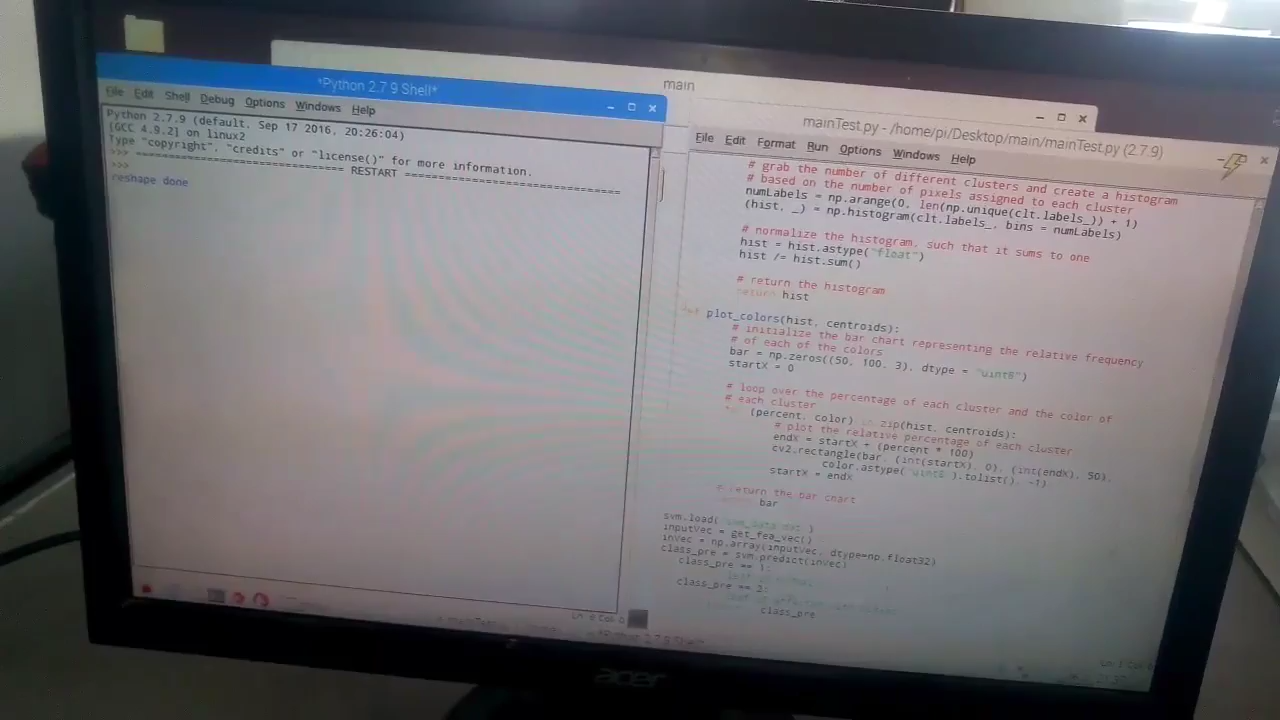 main
*Python 2.7.9 Shell*
File Edit Shell Debug Options Windows Help
Python 2.7.9 (default, Sep 17 2016, 20:26:04)
[GCC 4.9.2] on linux2
Type "copyright", "credits" or "license()" for more information.
>>> ================================ RESTART ================================
>>>
reshape done
mainTest.py - /home/pi/Desktop/main/mainTest.py (2.7.9)
File Edit Format Run Options Windows Help
# grab the number of different clusters and create a histogram
# based on the number of pixels assigned to each cluster
numLabels = np.arange(0, len(np.unique(clt.labels_)) + 1)
(hist, _) = np.histogram(clt.labels_, bins = numLabels)
# normalize the histogram, such that it sums to one
hist = hist.astype("float")
hist /= hist.sum()
# return the histogram
return hist
def plot_colors(hist, centroids):
# initialize the bar chart representing the relative frequency
# of each of the colors
bar = np.zeros((50, 100, 3), dtype = "uint8")
startX = 0
# loop over the percentage of each cluster and the color of
# each cluster
(percent, color) in zip(hist, centroids):
# plot the relative percentage of each cluster
endX = startX + (percent * 100)
cv2.rectangle(bar, (int(startX), 0), (int(endX), 50),
color.astype("uint8").tolist(), -1)
startX = endX
# return the bar chart
bar
svm.load(
inputVec = get_fea_vec()
inVec = np.array(inputVec, dtype=np.float32)
class_pre = svm.predict(inVec)
class_pre == 1:
class_pre == 2:
class_pre
*Python 2.7.9 Shell*
acer